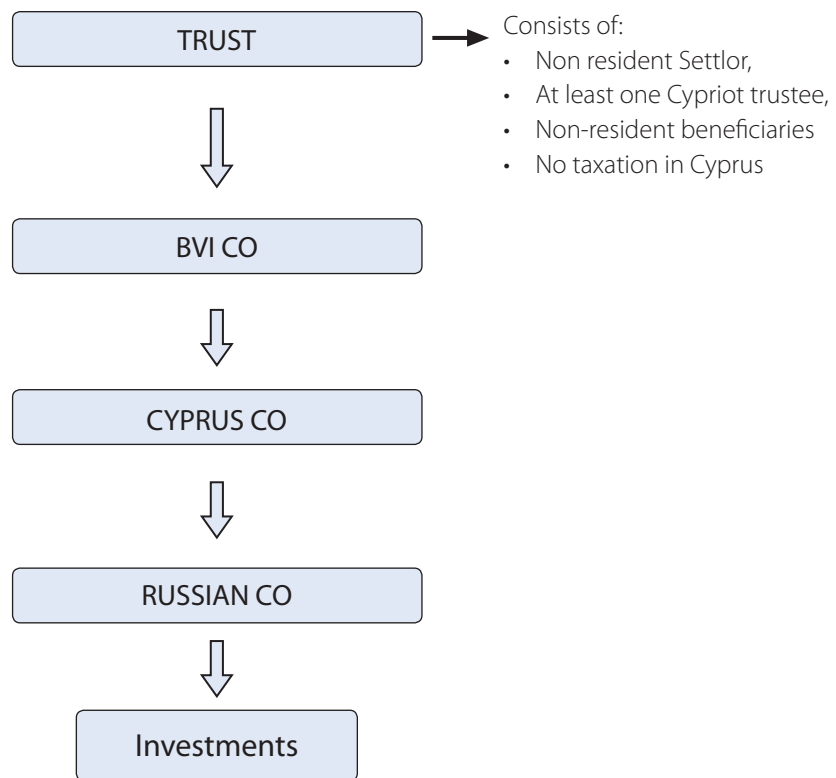 TRUST
Consists of:
• Non resident Settlor,
• At least one Cypriot trustee,
• Non-resident beneficiaries
• No taxation in Cyprus
BVI CO
CYPRUS CO
RUSSIAN CO
Investments